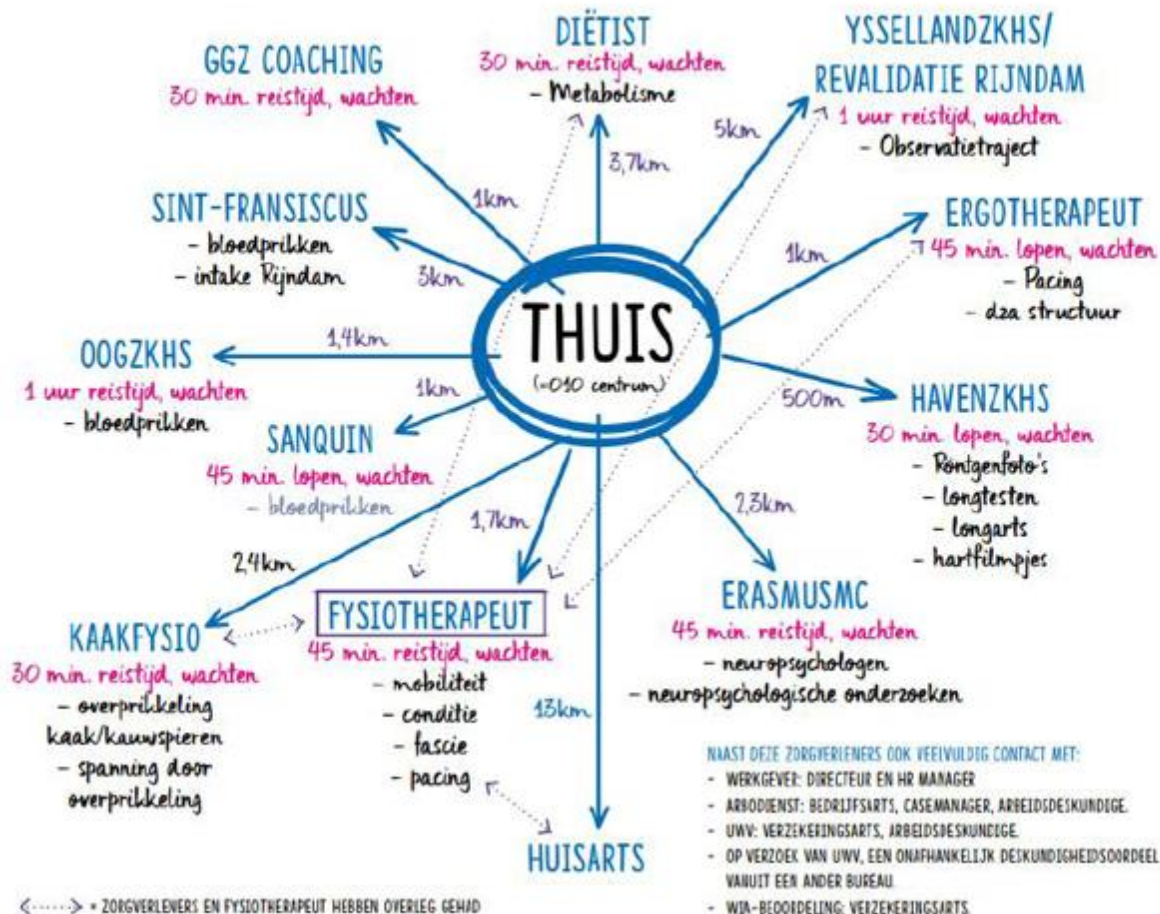 GGZ COACHING
30 min. reistijd, wachten
1km
DIËTIST
30 min. reistijd, wachten
- Metabolisme
3,7km
YSSELLANDZKHS/
REVALIDATIE RIJNDAM
1 uur reistijd, wachten
- Observatietraject
5km
SINT-FRANSISCUS
- bloedprikken
- intake Rijndam
3km
ERGOTHERAPEUT
45 min. lopen, wachten
- Pacing
- dza structuur
1km
THUIS
(=010 centrum)
OOGZKHS
1 uur reistijd, wachten
- bloedprikken
1,4km
SANQUIN
45 min. lopen, wachten
- bloedprikken
1km
HAVENZKHS
30 min. lopen, wachten
- Röntgenfoto's
- longtesten
- longarts
- hartfilmpjes
500m
KAAKFYSIO
30 min. reistijd, wachten
- overprikkeling
kaak/kauwspieren
- spanning door
overprikkeling
2,4km
FYSIOTHERAPEUT
45 min. reistijd, wachten
- mobiliteit
- conditie
- fascie
- pacing
1,7km
ERASMUSMC
45 min. reistijd, wachten
- neuropsychologen
- neuropsychologische onderzoeken
2,3km
13km
HUISARTS
NAAST DEZE ZORGVERLENERS OOK VEELVULDIG CONTACT MET:
- WERKGEVER: DIRECTEUR EN HR MANAGER
- ARBODIENST: BEDRIJFSARTS, CASEMANAGER, ARBEIDSDESKUNDIGE.
- UWV: VERZEKERINGSARTS, ARBEIDSDESKUNDIGE.
- OP VERZOEK VAN UWV, EEN ONAFHANKELIJK DESKUNDIGHEIDSOORDEEL
VANUIT EEN ANDER BUREAU.
- WIA-BEOORDELING: VERZEKERINGSARTS.
= ZORGVERLENERS EN FYSIOTHERAPEUT HEBBEN OVERLEG GEHAD